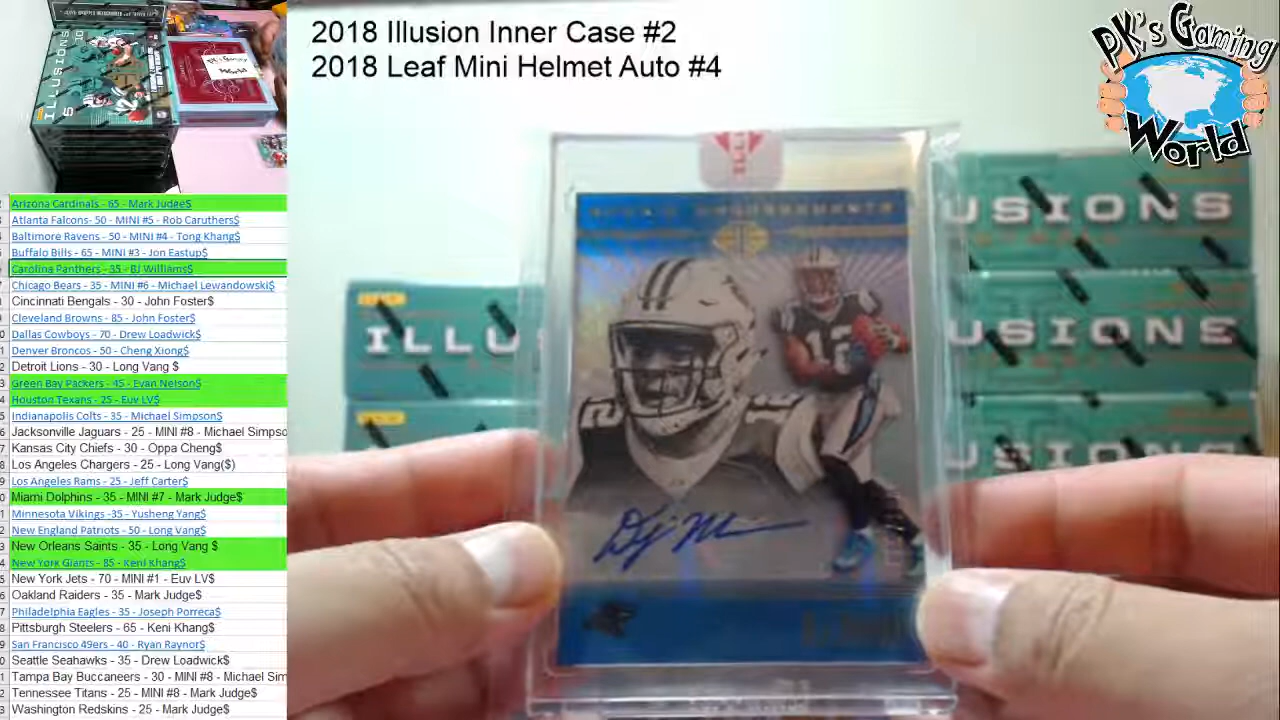 2018 Illusion Inner Case #2
2018 Leaf Mini Helmet Auto #4
PK's Gaming
World
ILLUSIONS
Arizona Cardinals - 65 - Mark Judge$
Atlanta Falcons- 50 - MINI #5 - Rob Caruthers$
Baltimore Ravens - 50 - MINI #4 - Tong Khang$
Buffalo Bills - 65 - MINI #3 - Jon Eastup$
Carolina Panthers - 35 - BJ Williams$
Chicago Bears - 35 - MINI #6 - Michael Lewandowski$
Cincinnati Bengals - 30 - John Foster$
Cleveland Browns - 85 - John Foster$
Dallas Cowboys - 70 - Drew Loadwick$
Denver Broncos - 50 - Cheng Xiong$
Detroit Lions - 30 - Long Vang $
Green Bay Packers - 45 - Evan Nelson$
Houston Texans - 25 - Euv LV$
Indianapolis Colts - 35 - Michael Simpson$
Jacksonville Jaguars - 25 - MINI #8 - Michael Simpso
Kansas City Chiefs - 30 - Oppa Cheng$
Los Angeles Chargers - 25 - Long Vang($)
Los Angeles Rams - 25 - Jeff Carter$
Miami Dolphins - 35 - MINI #7 - Mark Judge$
Minnesota Vikings -35 - Yusheng Yang$
New England Patriots - 50 - Long Vang$
New Orleans Saints - 35 - Long Vang $
New York Giants - 85 - Keni Khang$
New York Jets - 70 - MINI #1 - Euv LV$
Oakland Raiders - 35 - Mark Judge$
Philadelphia Eagles - 35 - Joseph Porreca$
Pittsburgh Steelers - 65 - Keni Khang$
San Francisco 49ers - 40 - Ryan Raynor$
Seattle Seahawks - 35 - Drew Loadwick$
Tampa Bay Buccaneers - 30 - MINI #8 - Michael Sim
Tennessee Titans - 25 - MINI #8 - Mark Judge$
Washington Redskins - 25 - Mark Judge$
ILLU
USIONS
USIONS
USIONS
12